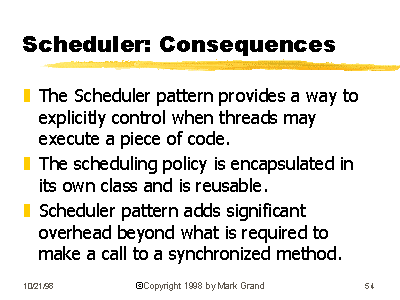 Scheduler: Consequences
The Scheduler pattern provides a way to
explicitly control when threads may
execute a piece of code.
The scheduling policy is encapsulated in
its own class and is reusable.
Scheduler pattern adds significant
overhead beyond what is required to
make a call to a synchronized method.
10/21/98 ©Copyright 1998 by Mark Grand 54